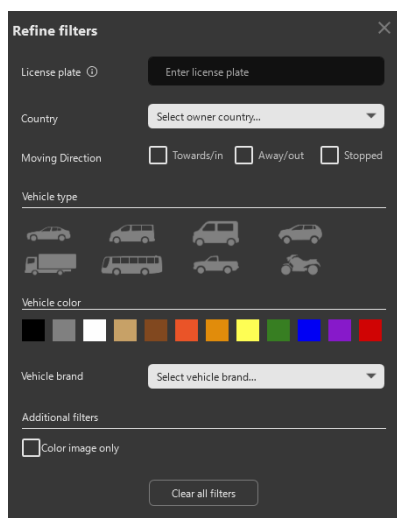 Refine filters
License plate
Enter license plate
Country
Select owner country...
Moving Direction
Towards/in
Away/out
Stopped
Vehicle type
Vehicle color
Vehicle brand
Select vehicle brand...
Additional filters
Color image only
Clear all filters